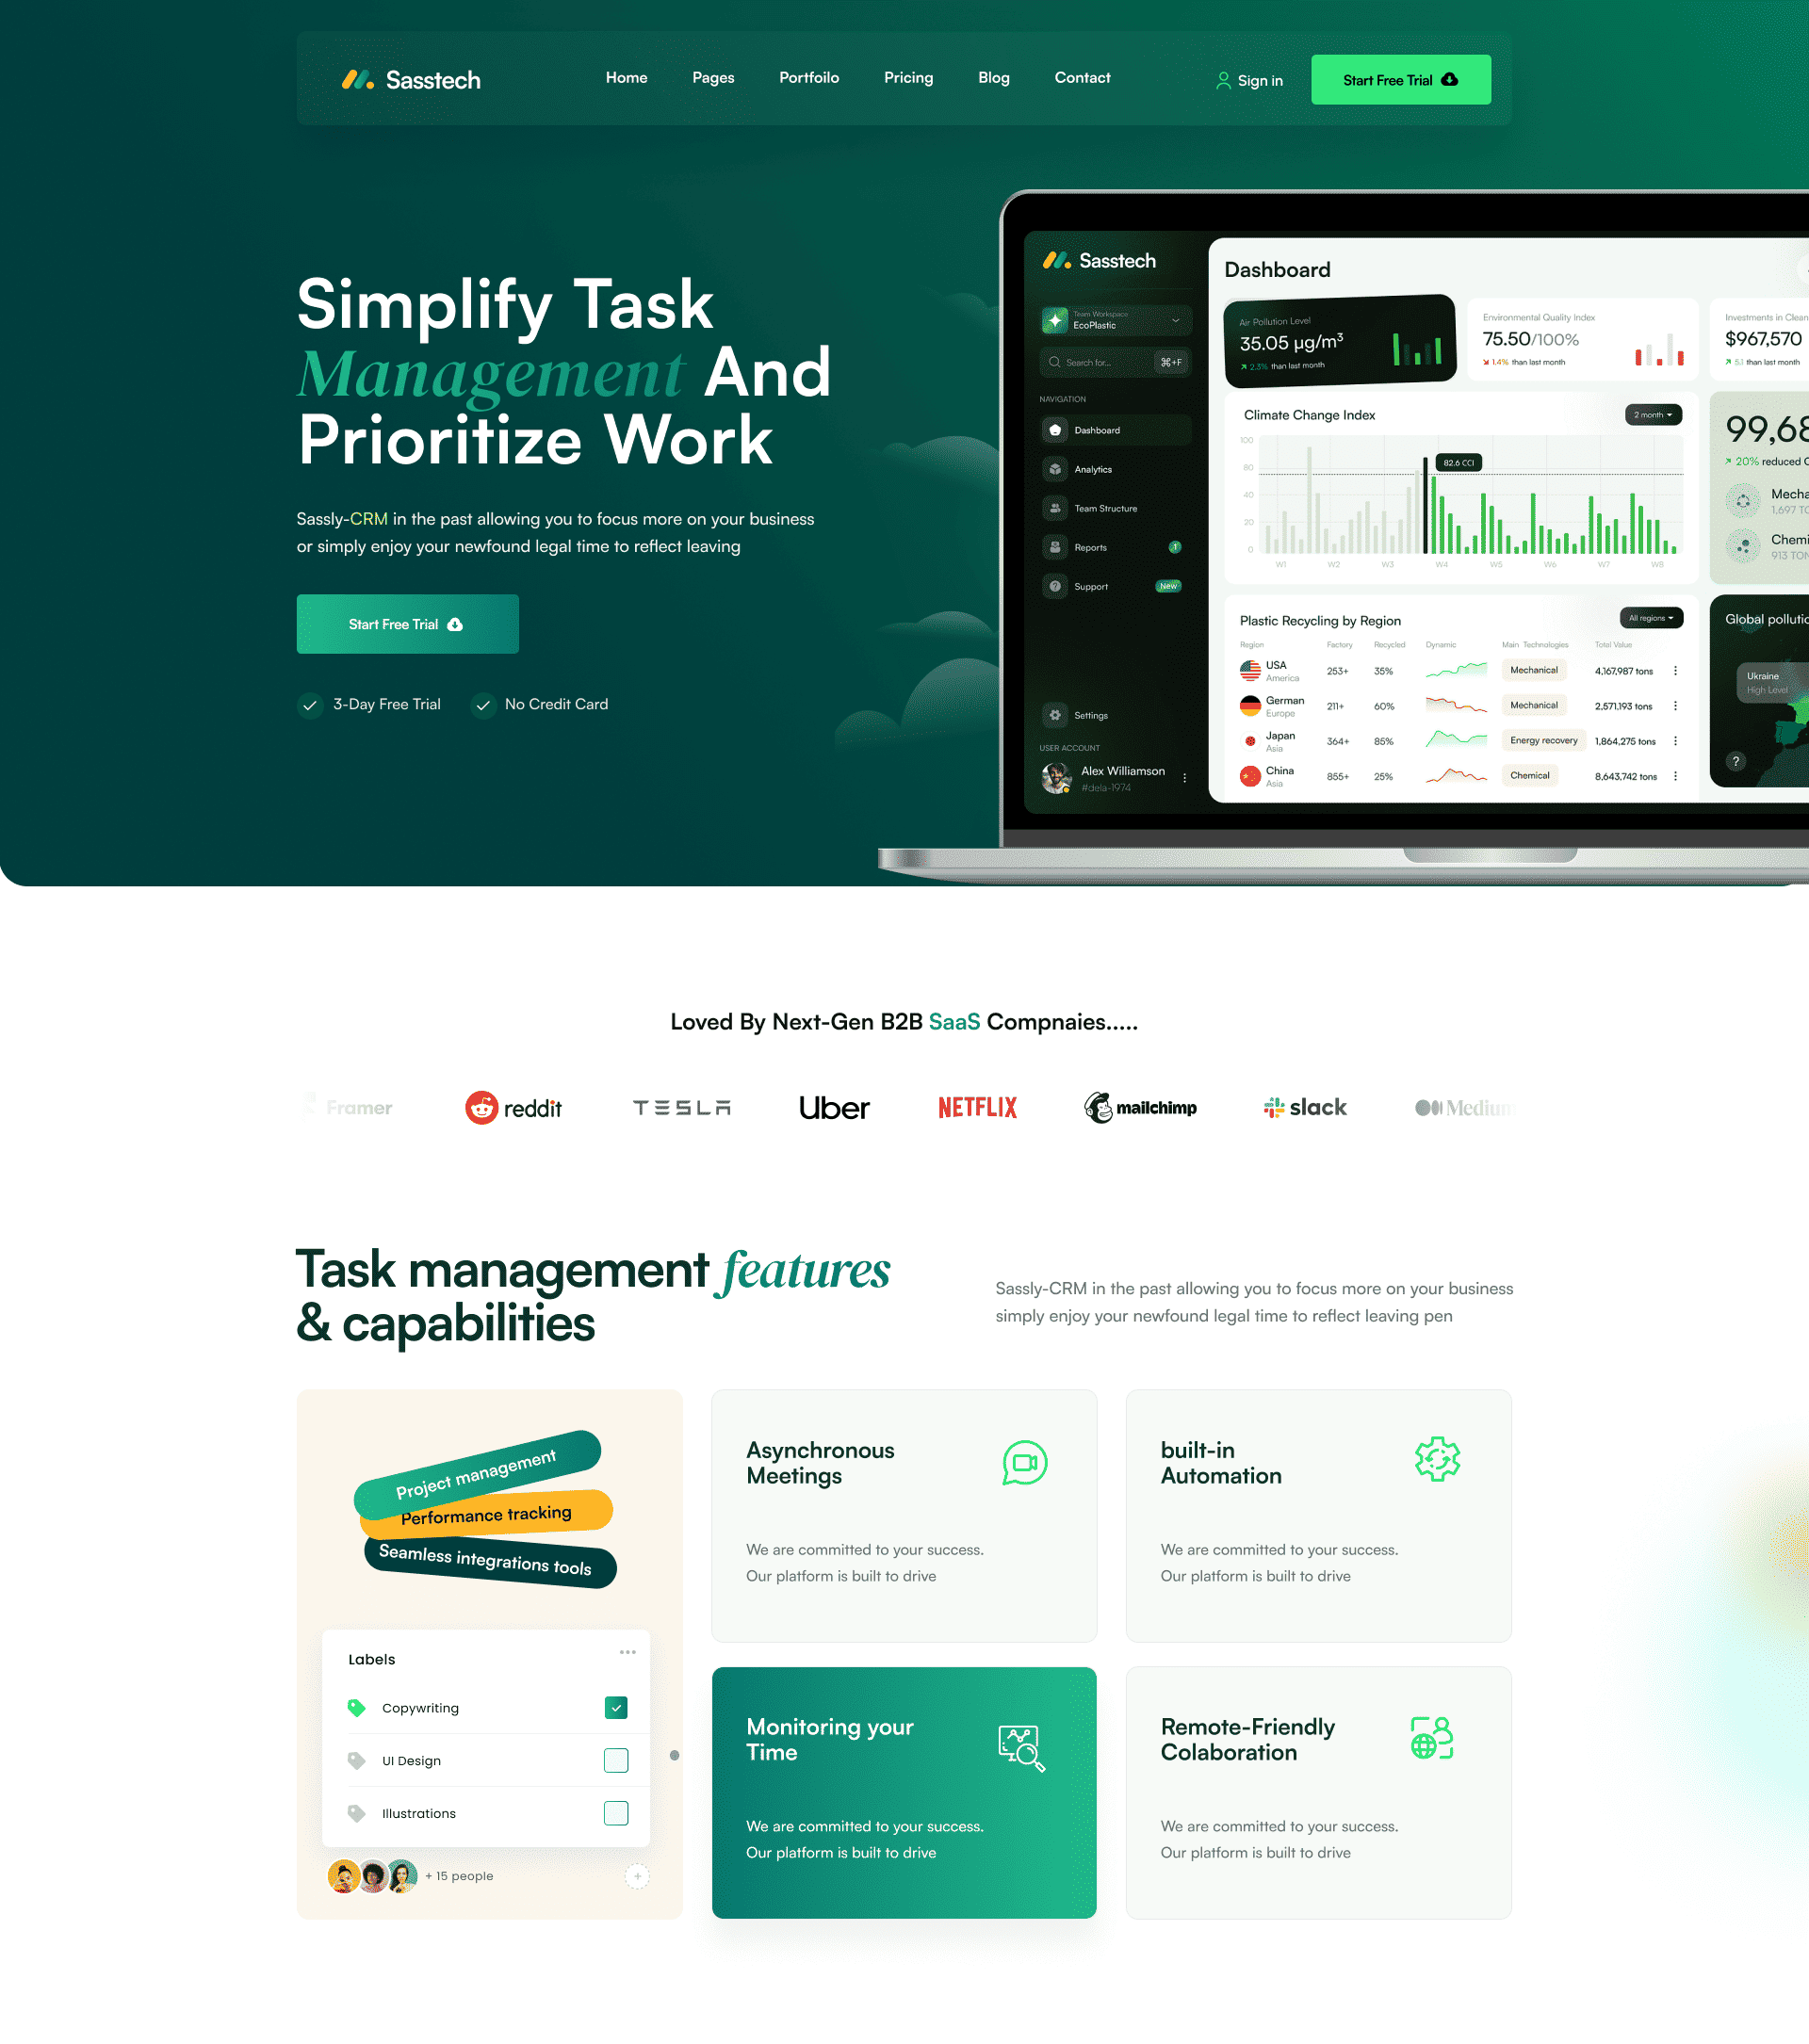 Sasstech
Home
Pages
Portfoilo
Pricing
Blog
Contact
Sign in
Start Free Trial
Simplify Task
Management And
Prioritize Work
Sassly-CRM in the past allowing you to focus more on your business
or simply enjoy your newfound legal time to reflect leaving
Start Free Trial
3-Day Free Trial
No Credit Card
Sasstech
Team Workspace
EcoPlastic
Search for...
⌘+F
NAVIGATION
Dashboard
Analytics
Team Structure
Reports
1
Support
New
Settings
USER ACCOUNT
Alex Williamson
#dela-1974
Dashboard
Air Pollution Level
35.05 µg/m³
2.3% than last month
Environmental Quality Index
75.50/100%
1.4% than last month
Investments in Clean
$967,570
5.1 than last month
Climate Change Index
2 month
100
80
40
20
0
82.6 CCI
W1 W2 W3 W4 W5 W6 W7 W8
99,68
20% reduced
Mecha
1,697 TO
Chemi
913 TON
Plastic Recycling by Region
All regions
Region Factory Recycled Dynamic Main Technologies Total Value
USA
America
253+ 35% Mechanical 4,167,987 tons
German
Europe
211+ 60% Mechanical 2,571,193 tons
Japan
Asia
364+ 85% Energy recovery 1,864,275 tons
China
Asia
855+ 25% Chemical 8,643,742 tons
Global pollutio
Ukraine
High Level
?
Loved By Next-Gen B2B SaaS Compnaies.....
Framer
reddit
TESLA
Uber
NETFLIX
mailchimp
slack
Medium
Task management features
& capabilities
Sassly-CRM in the past allowing you to focus more on your business
simply enjoy your newfound legal time to reflect leaving pen
Project management
Performance tracking
Seamless integrations tools
Labels
Copywriting
UI Design
Illustrations
+ 15 people
+
Asynchronous
Meetings
We are committed to your success.
Our platform is built to drive
built-in
Automation
We are committed to your success.
Our platform is built to drive
Monitoring your
Time
We are committed to your success.
Our platform is built to drive
Remote-Friendly
Colaboration
We are committed to your success.
Our platform is built to drive